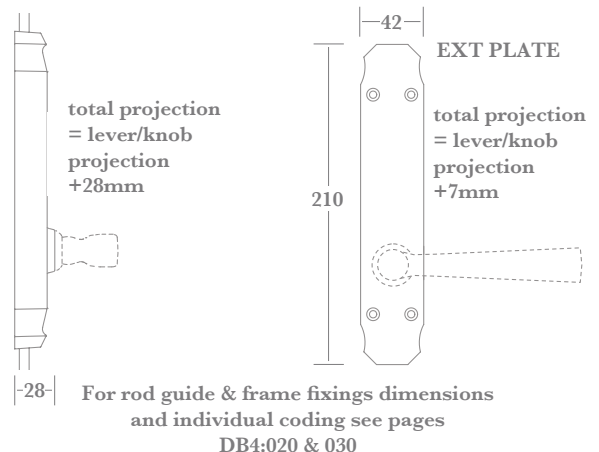 42
EXT PLATE
total projection
= lever/knob
projection
+28mm
total projection
= lever/knob
projection
+7mm
210
28
For rod guide & frame fixings dimensions
and individual coding see pages
DB4:020 & 030